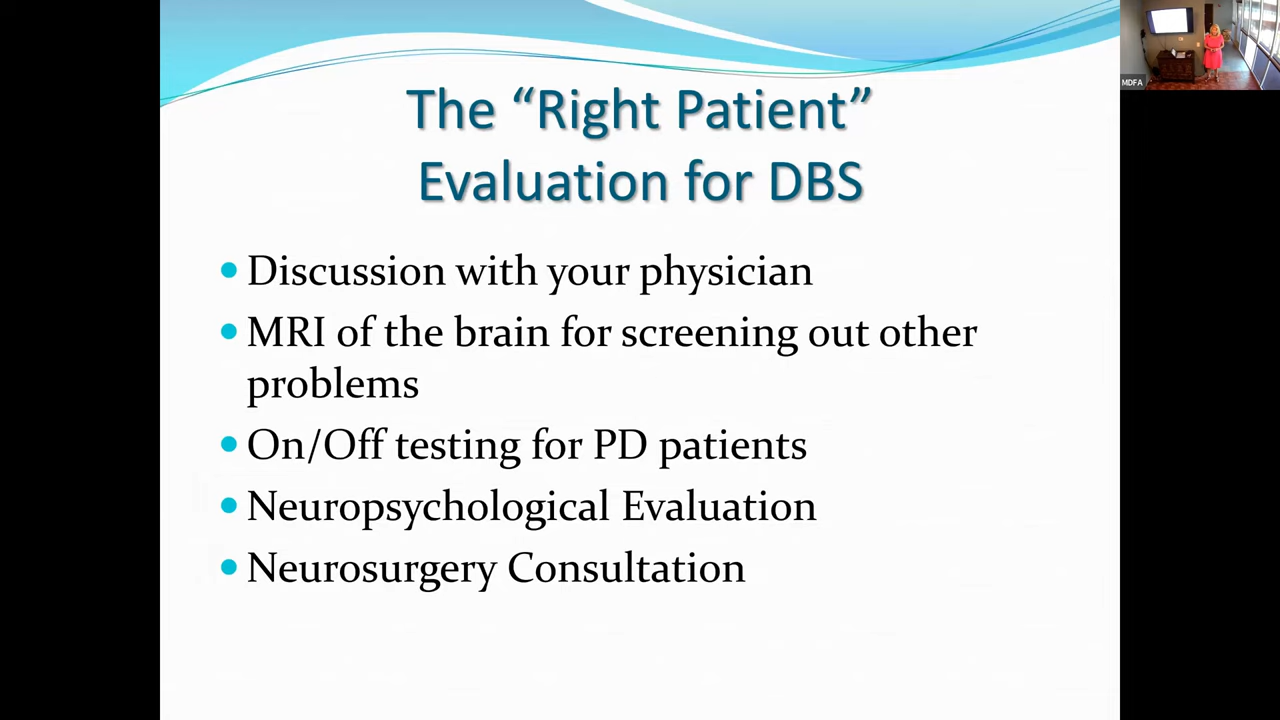 The “Right Patient”
Evaluation for DBS
• Discussion with your physician
• MRI of the brain for screening out other
problems
• On/Off testing for PD patients
• Neuropsychological Evaluation
• Neurosurgery Consultation
MDFA